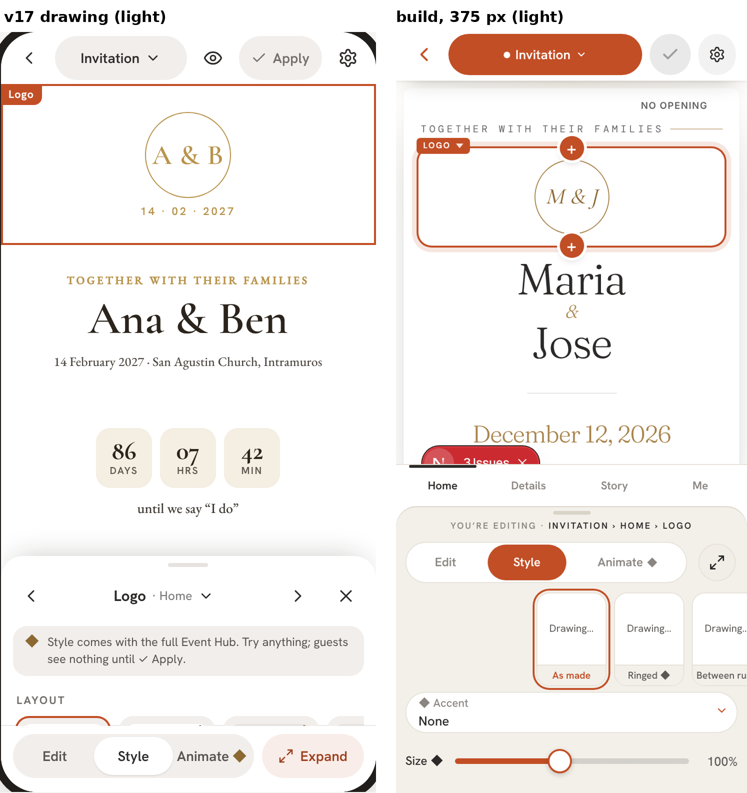 v17 drawing (light)
Invitation
Apply
Logo
A & B
14 · 02 · 2027
TOGETHER WITH THEIR FAMILIES
Ana & Ben
14 February 2027 · San Agustin Church, Intramuros
86 07 42
DAYS HRS MIN
until we say “I do”
Logo · Home
Style comes with the full Event Hub. Try anything; guests
see nothing until ✓ Apply.
LAYOUT
Edit Style Animate ◆ Expand
build, 375 px (light)
Invitation
NO OPENING
TOGETHER WITH THEIR FAMILIES
LOGO
+
M & J
+
Maria
&
Jose
December 12, 2026
3 Issues
Home Details Story Me
YOU’RE EDITING · INVITATION › HOME › LOGO
Edit Style Animate ◆
Drawing... Drawing... Drawing...
As made Ringed ◆ Between ru
◆ Accent
None
Size ◆ 100%